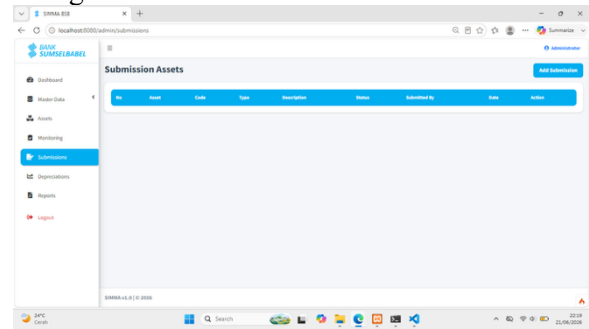 SIMMA BSB
localhost:8080/admin/submissions
Summarize
BANK
SUMSELBABEL
Administrator
Submission Assets
Add Submission
Dashboard
Master Data
Assets
Monitoring
Submissions
Depreciations
Reports
Logout
No Asset Code Type Description Status Submitted By Date Action
SIMMA v1.0 | © 2026
24°C
Cerah
Search
22:19
21/06/2026